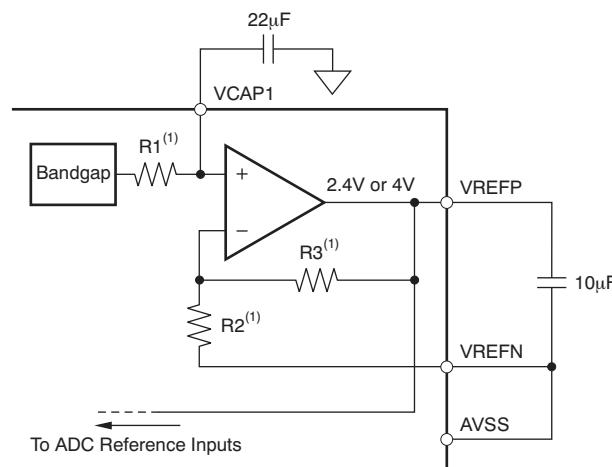 22μF
VCAP1
R1(1)
Bandgap
+
2.4V or 4V
VREFP
−
R3(1)
10μF
R2(1)
VREFN
AVSS
To ADC Reference Inputs